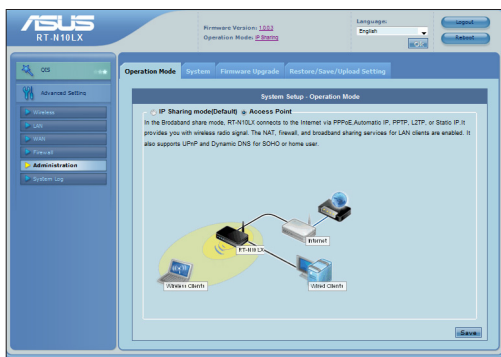 ASUS
RT-N10LX
Firmware Version: 1.0.0.2
Operation Mode: IP Sharing
Language:
English
Logout
Reboot
QIS
Advanced Setting
Wireless
LAN
WAN
Firewall
Administration
System Log
Operation Mode System Firmware Upgrade Restore/Save/Upload Setting
System Setup - Operation Mode
IP Sharing mode(Default) Access Point
In the Brodaband share mode, RT-N10LX connects to the Internet via PPPoE,Automatic IP, PPTP, L2TP, or Static IP.It
provides you with wireless radio signal. The NAT, firewall, and broadband sharing services for LAN clients are enabled. It
also supports UPnP and Dynamic DNS for SOHO or home user.
Internet
RT-N10 LX
Wireless Clients
Wired Clients
Save